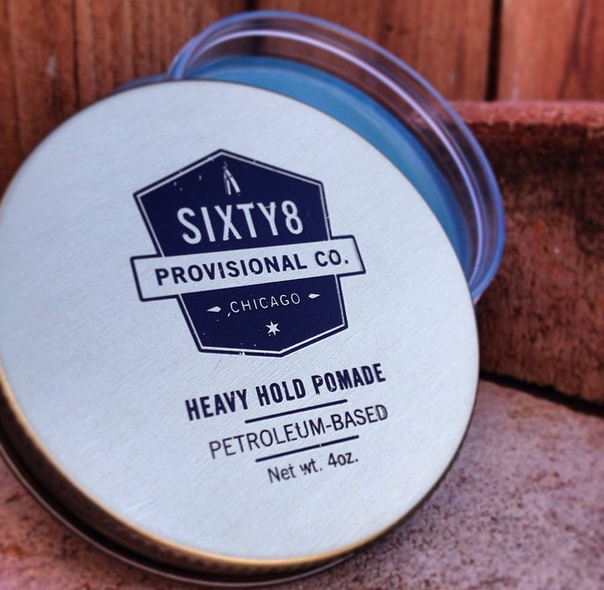 SIXTY8
PROVISIONAL CO.
CHICAGO
HEAVY HOLD POMADE
PETROLEUM-BASED
Net wt. 4oz.